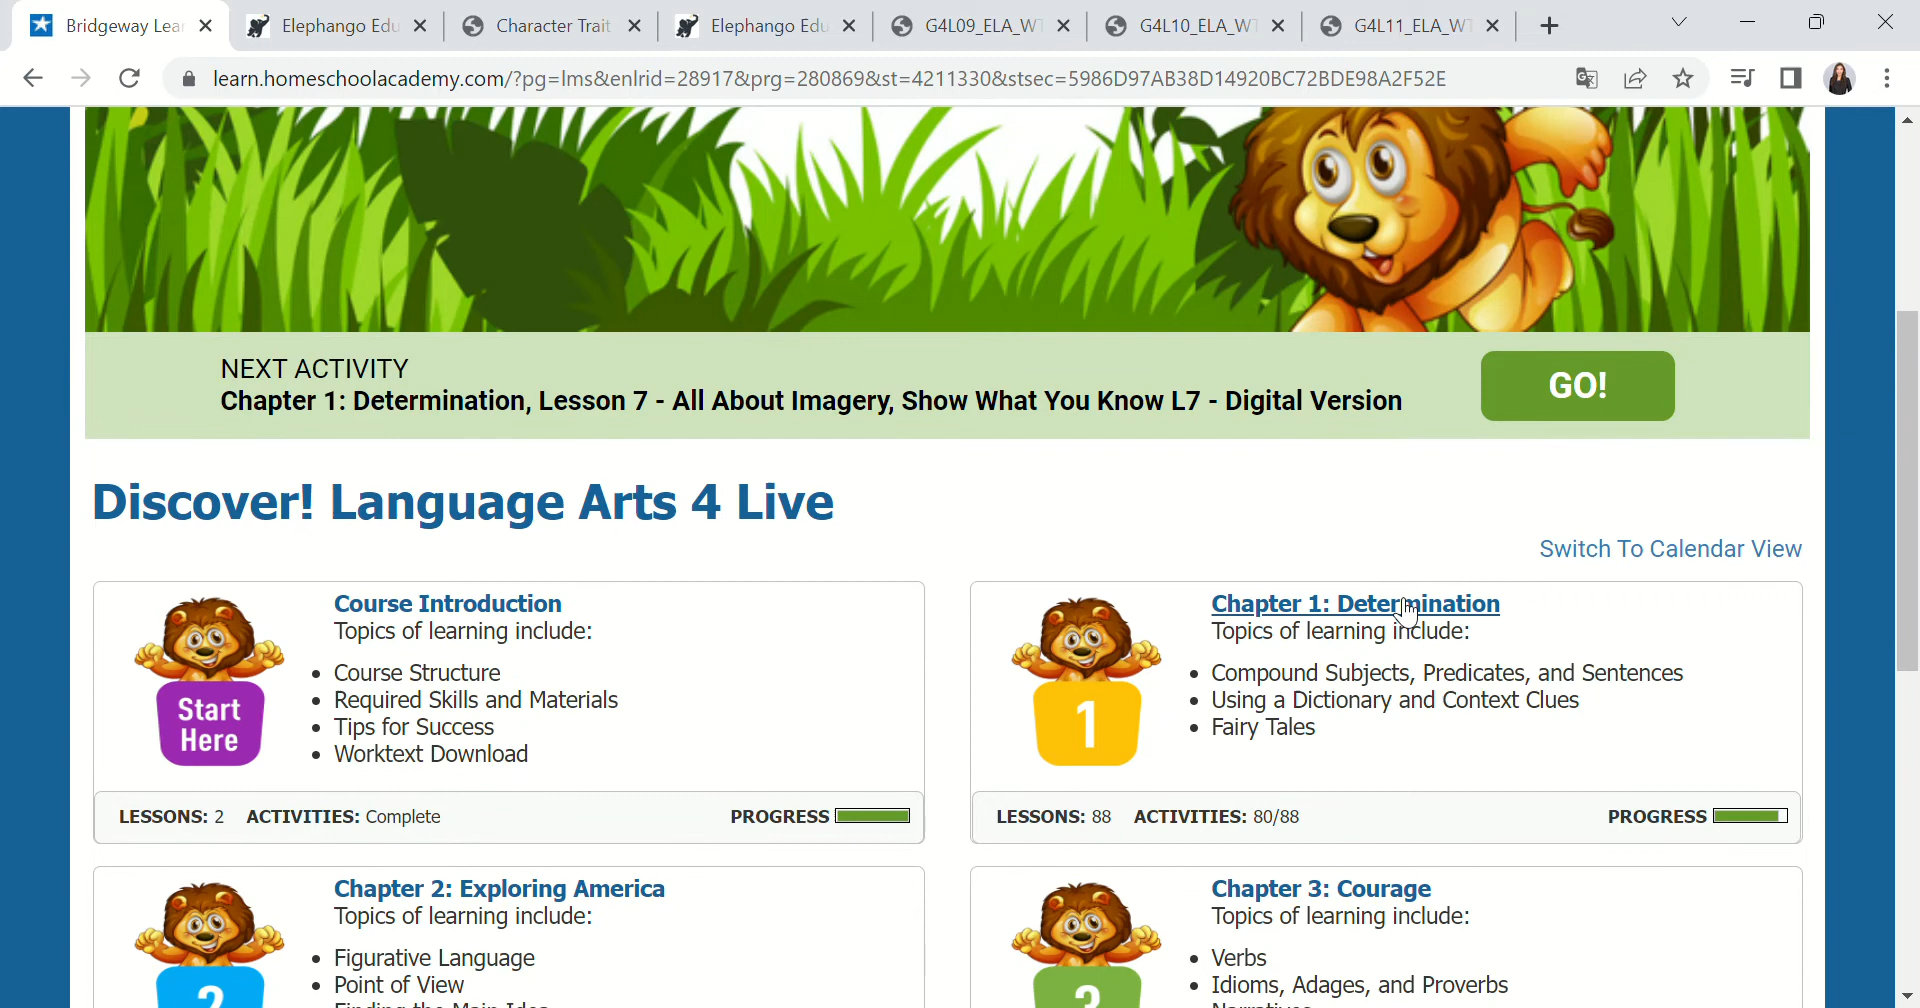 Bridgeway Lear
Elephango Edu
Character Trait
Elephango Edu
G4L09_ELA_WT
G4L10_ELA_WT
G4L11_ELA_WT
learn.homeschoolacademy.com/?pg=lms&enlrid=28917&prg=280869&st=4211330&stsec=5986D97AB38D14920BC72BDE98A2F52E
NEXT ACTIVITY
Chapter 1: Determination, Lesson 7 - All About Imagery, Show What You Know L7 - Digital Version
GO!
Discover! Language Arts 4 Live
Switch To Calendar View
Start
Here
Course Introduction
Topics of learning include:
• Course Structure
• Required Skills and Materials
• Tips for Success
• Worktext Download
LESSONS: 2 ACTIVITIES: Complete PROGRESS
1
Chapter 1: Determination
Topics of learning include:
• Compound Subjects, Predicates, and Sentences
• Using a Dictionary and Context Clues
• Fairy Tales
LESSONS: 88 ACTIVITIES: 80/88 PROGRESS
2
Chapter 2: Exploring America
Topics of learning include:
• Figurative Language
• Point of View
3
Chapter 3: Courage
Topics of learning include:
• Verbs
• Idioms, Adages, and Proverbs